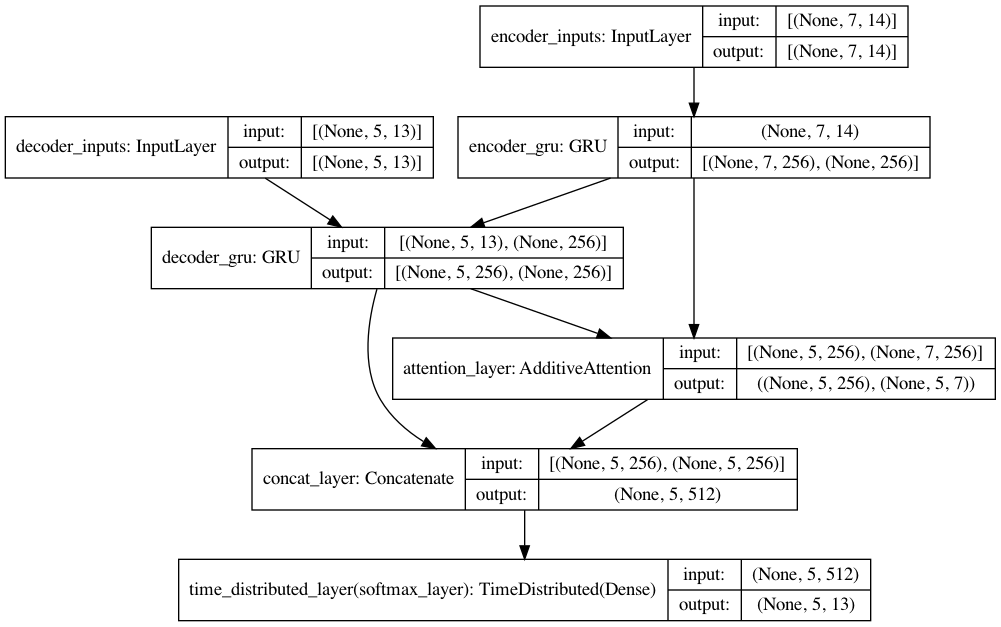 encoder_inputs: InputLayer
input:
[(None, 7, 14)]
output:
[(None, 7, 14)]
decoder_inputs: InputLayer
input:
[(None, 5, 13)]
output:
[(None, 5, 13)]
encoder_gru: GRU
input:
(None, 7, 14)
output:
[(None, 7, 256), (None, 256)]
decoder_gru: GRU
input:
[(None, 5, 13), (None, 256)]
output:
[(None, 5, 256), (None, 256)]
attention_layer: AdditiveAttention
input:
[(None, 5, 256), (None, 7, 256)]
output:
((None, 5, 256), (None, 5, 7))
concat_layer: Concatenate
input:
[(None, 5, 256), (None, 5, 256)]
output:
(None, 5, 512)
time_distributed_layer(softmax_layer): TimeDistributed(Dense)
input:
(None, 5, 512)
output:
(None, 5, 13)